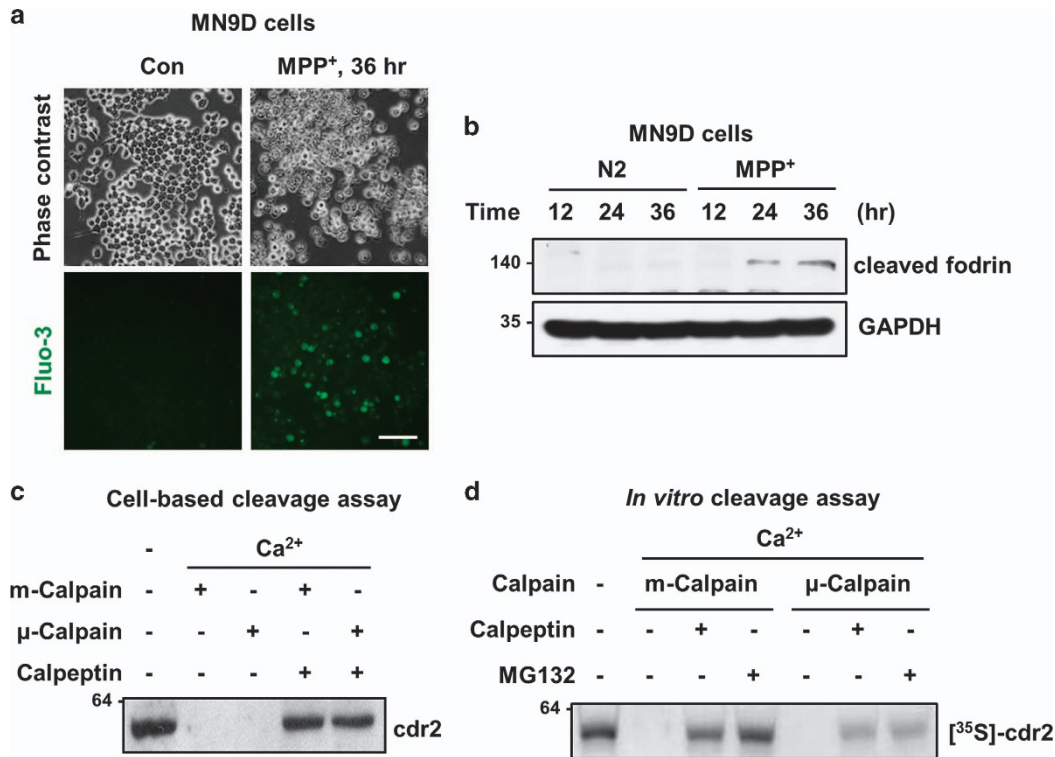 a
MN9D cells
Con MPP+, 36 hr
Phase contrast
Fluo-3
b
MN9D cells
N2 MPP+
Time 12 24 36 12 24 36 (hr)
140 cleaved fodrin
35 GAPDH
c
Cell-based cleavage assay
- Ca2+
m-Calpain - + - + -
µ-Calpain - - + - +
Calpeptin - - - + +
64
cdr2
d
In vitro cleavage assay
Ca2+
Calpain - m-Calpain µ-Calpain
Calpeptin - - + - - + -
MG132 - - - + - - +
64
[35S]-cdr2